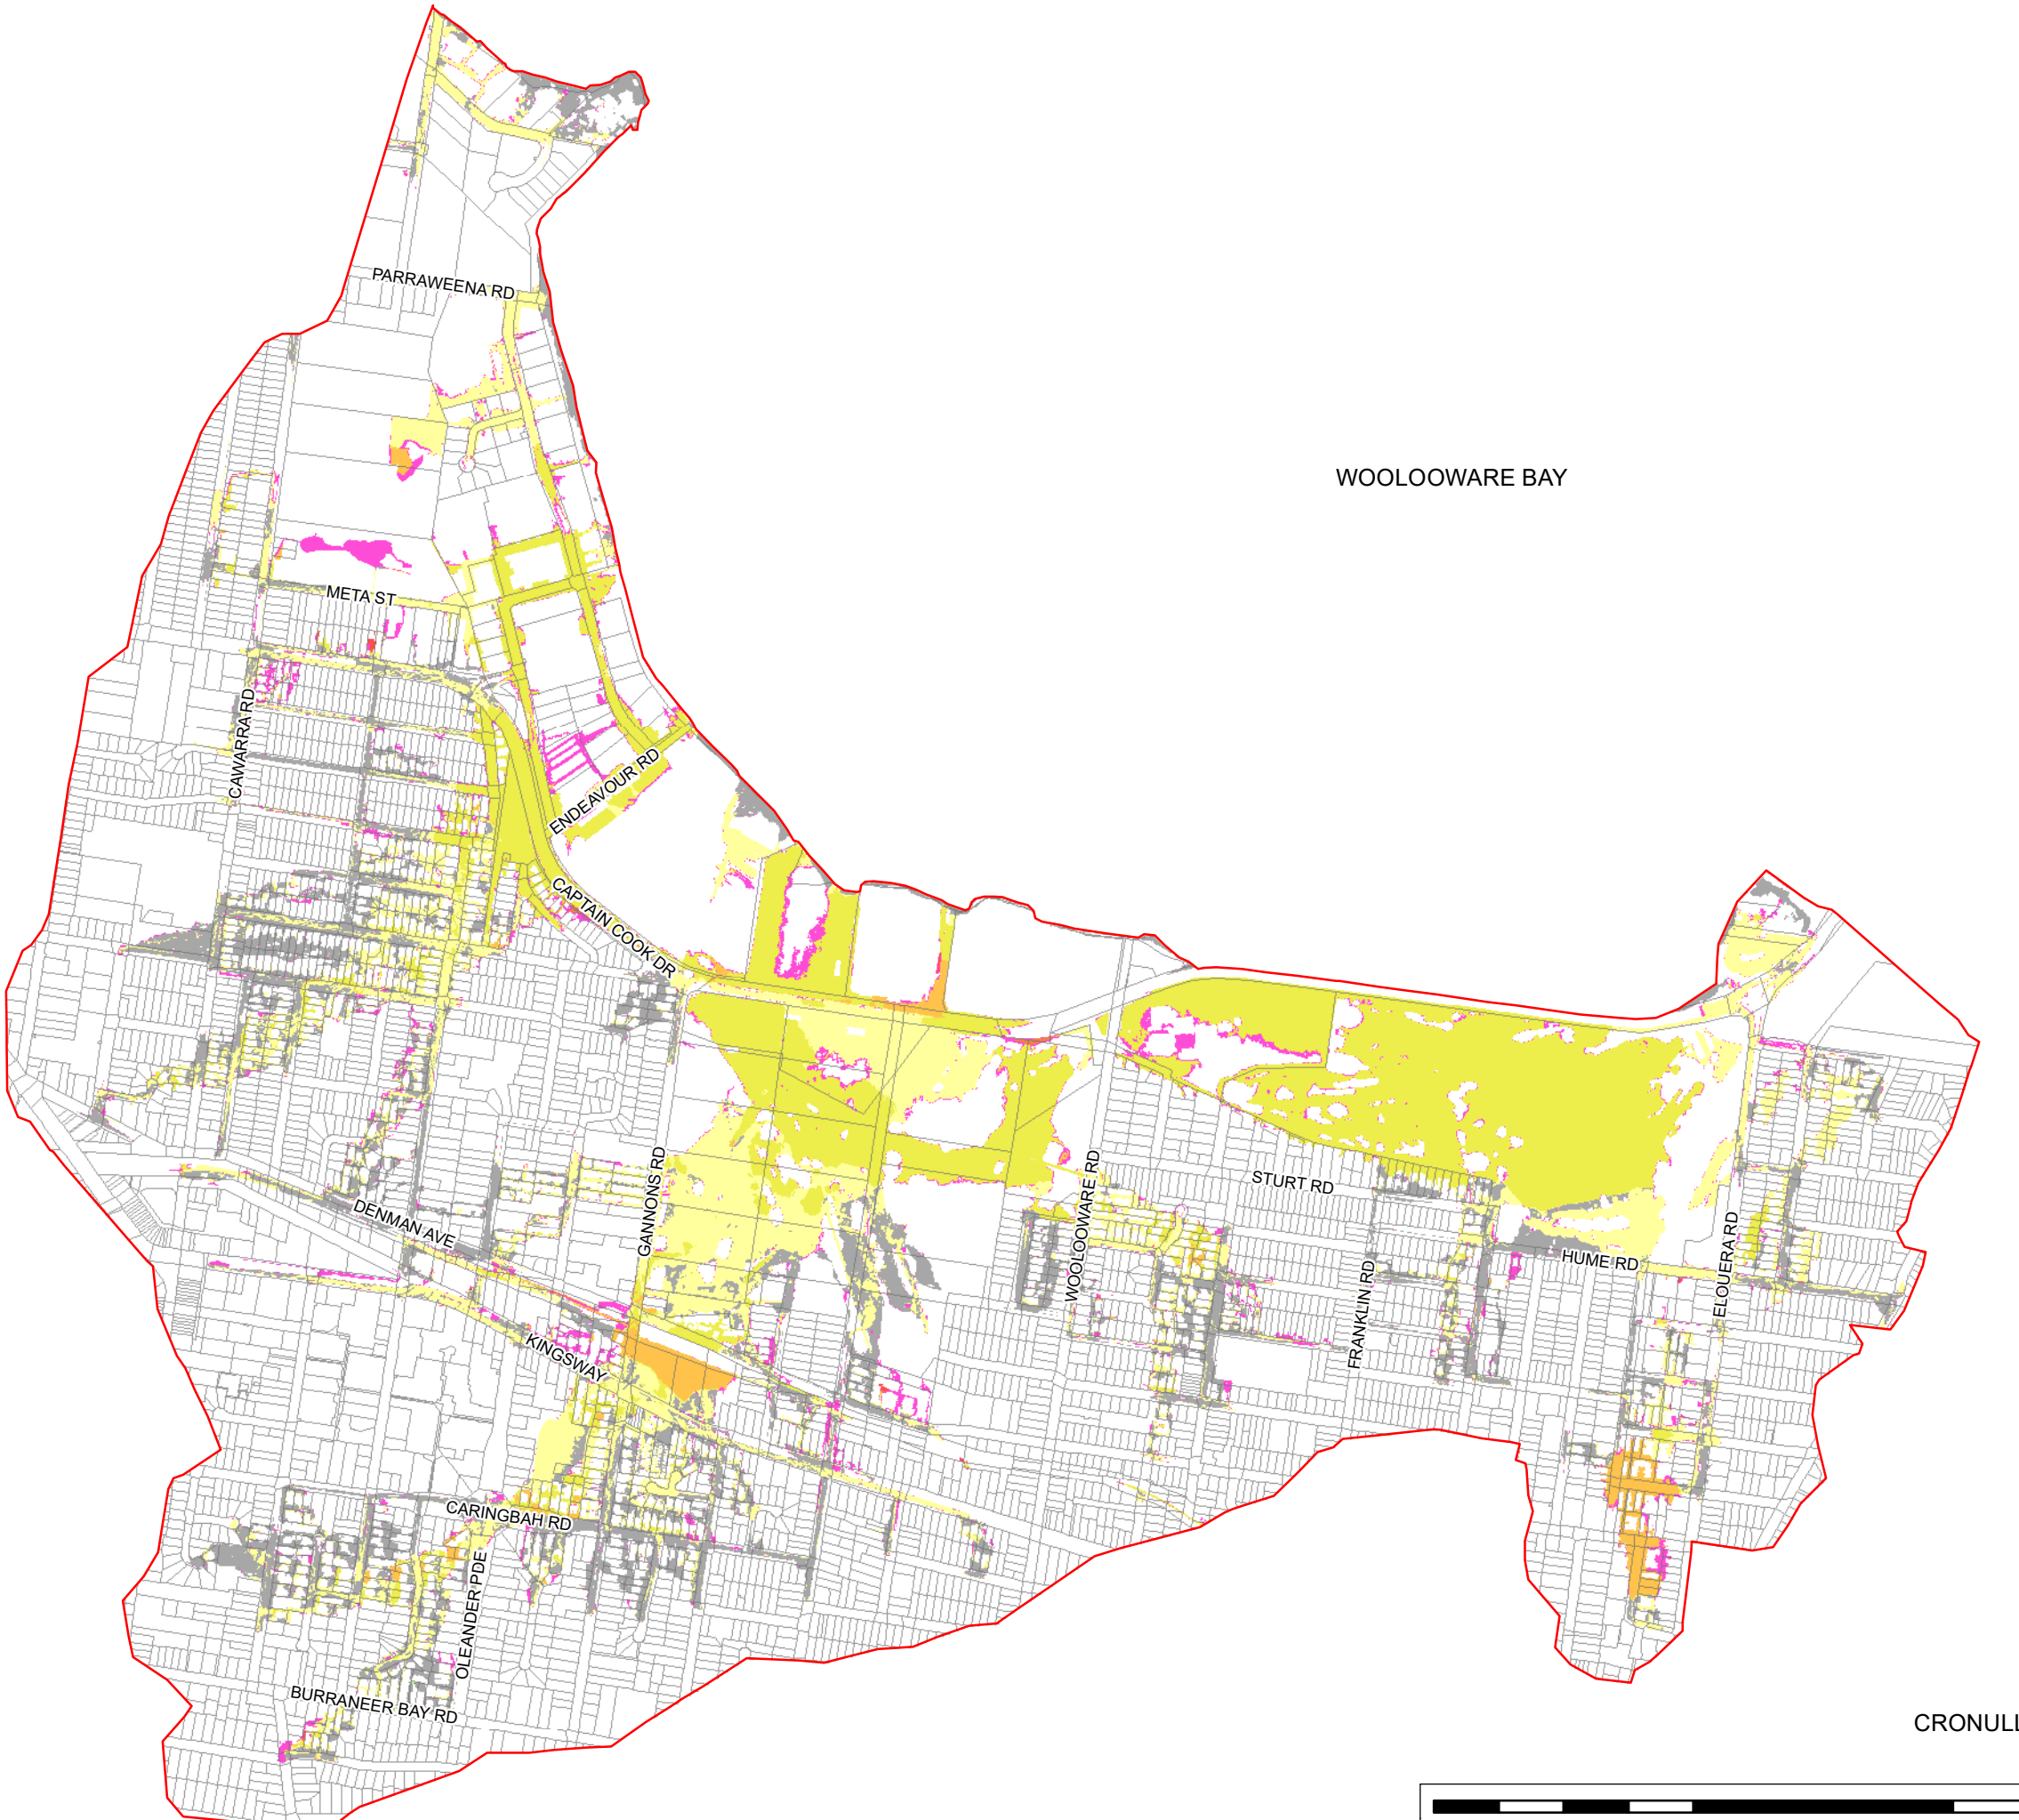 PARRAWEENA RD
WOOLOOWARE BAY
META ST
CAWARRA RD
ENDEAVOUR RD
CAPTAIN COOK DR
GANNONS RD
WOOLOOWARE RD
STURT RD
DENMAN AVE
HUME RD
ELOUERA RD
FRANKLIN RD
KINGSWAY
CARINGBAH RD
OLEANDER PDE
BURRANEER BAY RD
CRONULL